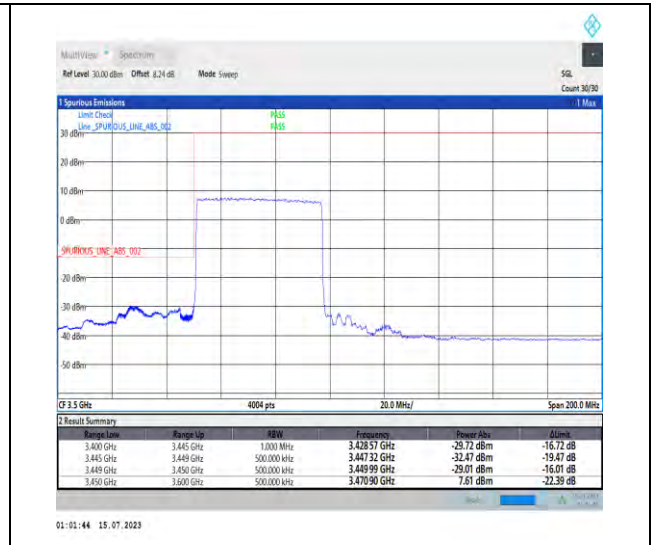 MultiView Spectrum
Ref Level 30.00 dBm Offset 8.24 dB Mode Sweep SGL
Count 30/30
1 Spurious Emissions 1 Max
Limit Check PASS
Line _SPURIOUS_LINE_ABS_002 PASS
30 dBm
20 dBm
10 dBm
0 dBm
_SPURIOUS_LINE_ABS_002
-20 dBm
-30 dBm
-40 dBm
-50 dBm
CF 3.5 GHz 4004 pts 20.0 MHz/ Span 200.0 MHz
2 Result Summary
Range Low Range Up RBW Frequency Power Abs ΔLimit
3.400 GHz 3.445 GHz 1.000 MHz 3.428 57 GHz -29.72 dBm -16.72 dB
3.445 GHz 3.449 GHz 500.000 kHz 3.447 32 GHz -32.47 dBm -19.47 dB
3.449 GHz 3.450 GHz 500.000 kHz 3.449 99 GHz -29.01 dBm -16.01 dB
3.450 GHz 3.600 GHz 500.000 kHz 3.470 90 GHz 7.61 dBm -22.39 dB
01:01:44 15.07.2023